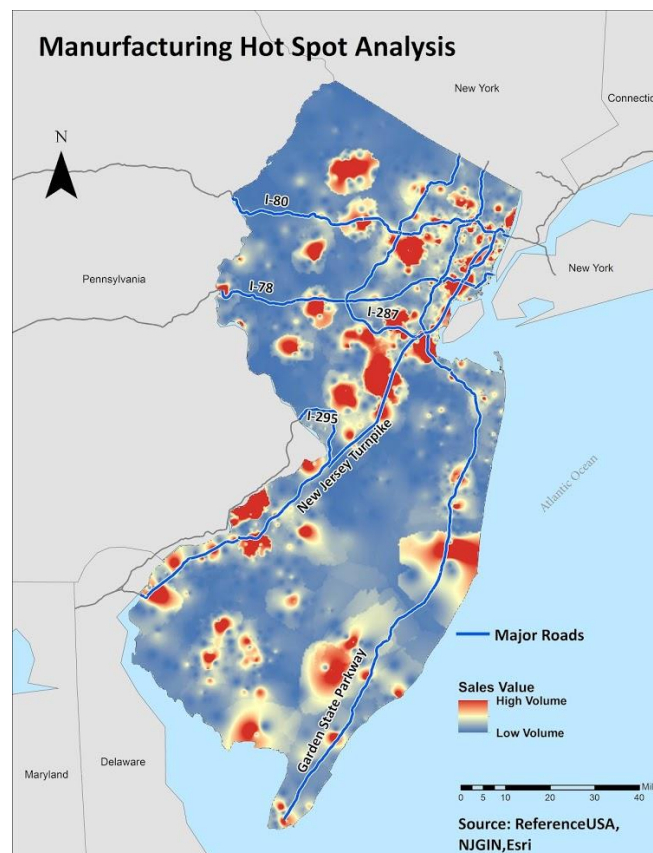 Manurfacturing Hot Spot Analysis
New York
Connecti
N
I-80
Pennsylvania
New York
I-78
I-287
I-295
New Jersey Turnpike
Atlantic Ocean
Major Roads
Garden State Parkway
Sales Value
High Volume
Low Volume
Maryland
Delaware
Mil
0 5 10 20 30 40
Source: ReferenceUSA,
NJGIN,Esri